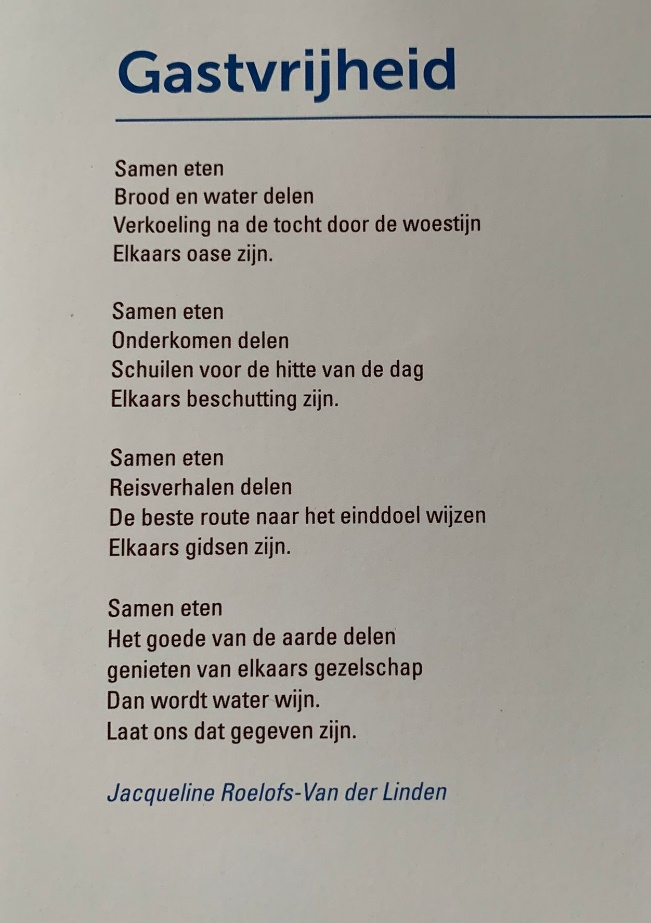 Gastvrijheid
Samen eten
Brood en water delen
Verkoeling na de tocht door de woestijn
Elkaars oase zijn.
Samen eten
Onderkomen delen
Schuilen voor de hitte van de dag
Elkaars beschutting zijn.
Samen eten
Reisverhalen delen
De beste route naar het einddoel wijzen
Elkaars gidsen zijn.
Samen eten
Het goede van de aarde delen
genieten van elkaars gezelschap
Dan wordt water wijn.
Laat ons dat gegeven zijn.
Jacqueline Roelofs-Van der Linden